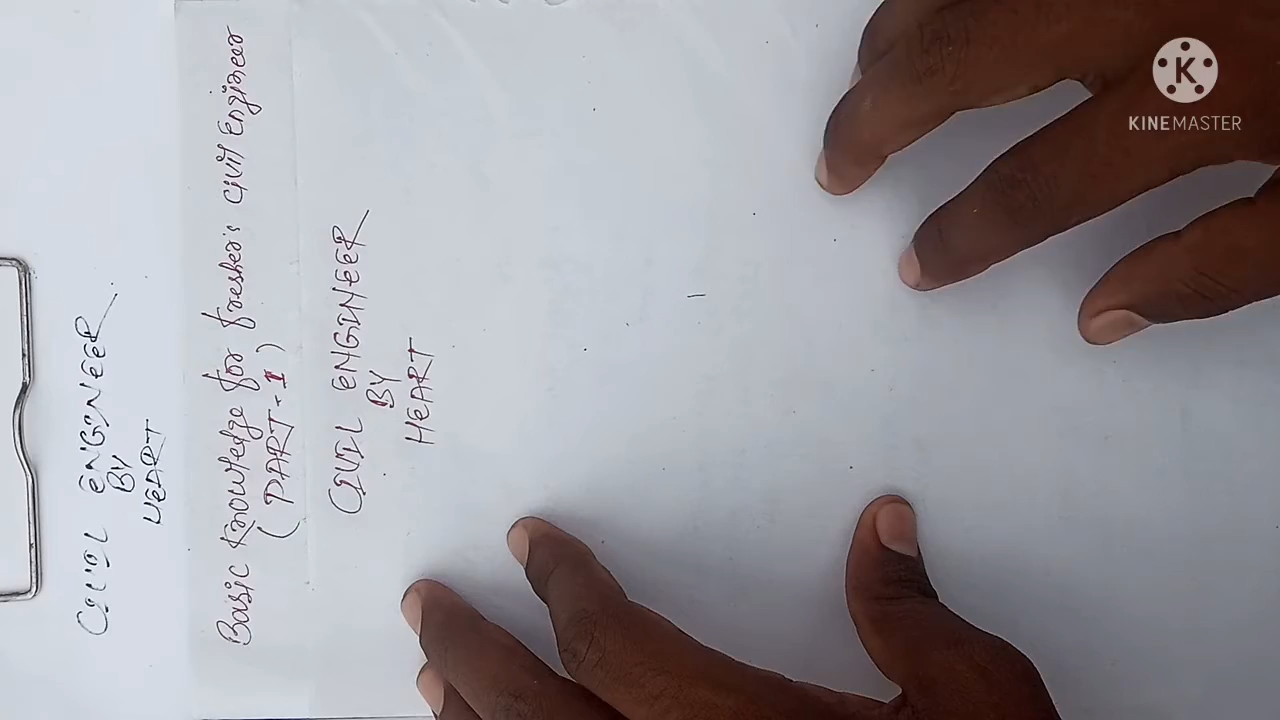 CIVIL ENGINEER
BY
HEART
Basic Knowledge for fresher's civil Engineer
(PART-I)
CIVIL ENGINEER
BY
HEART
KINEMASTER